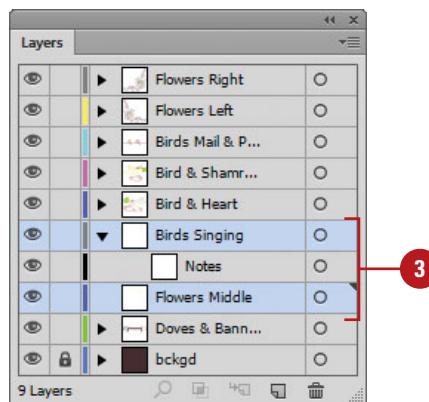 Layers
Flowers Right
Flowers Left
Birds Mail & P...
Bird & Shamr...
Bird & Heart
Birds Singing
Notes
Flowers Middle
Doves & Bann...
bckgd
9 Layers
3